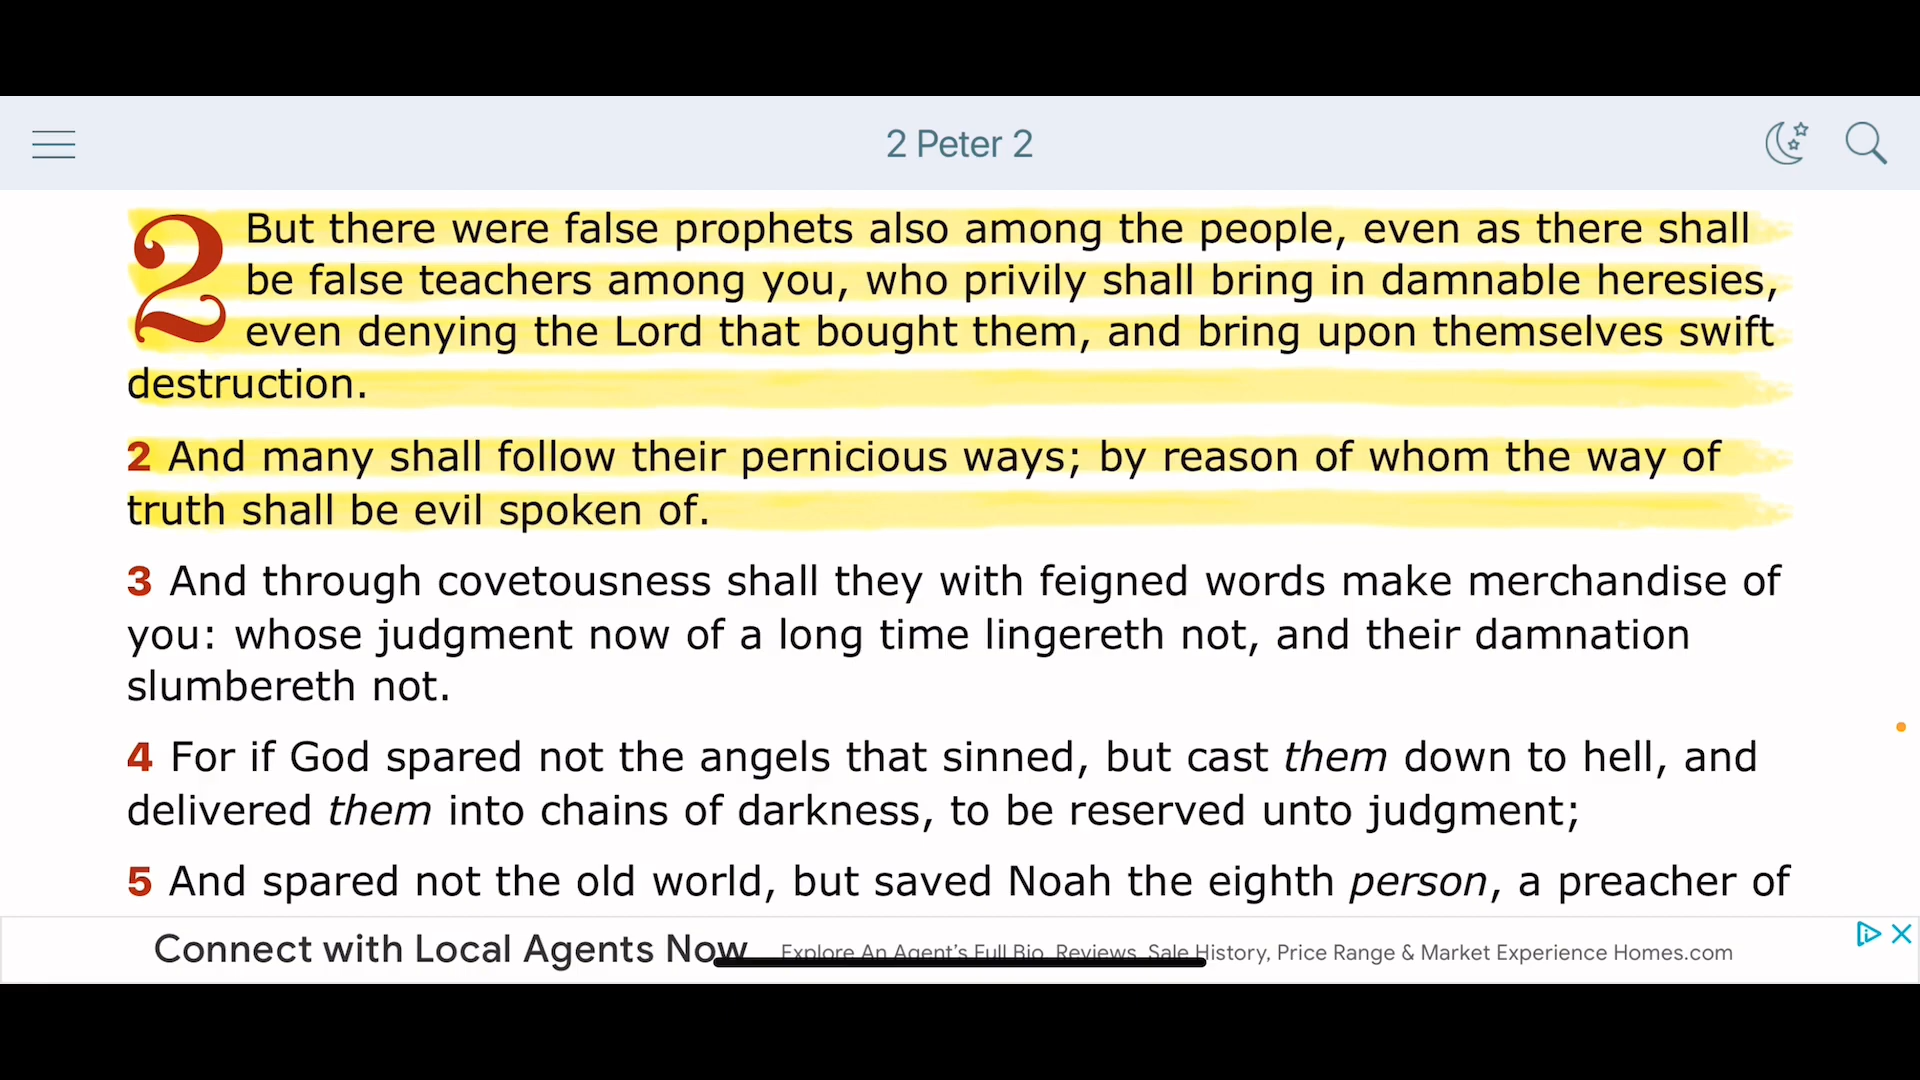 2 Peter 2
2 But there were false prophets also among the people, even as there shall
be false teachers among you, who privily shall bring in damnable heresies,
even denying the Lord that bought them, and bring upon themselves swift
destruction.
2 And many shall follow their pernicious ways; by reason of whom the way of
truth shall be evil spoken of.
3 And through covetousness shall they with feigned words make merchandise of
you: whose judgment now of a long time lingereth not, and their damnation
slumbereth not.
4 For if God spared not the angels that sinned, but cast them down to hell, and
delivered them into chains of darkness, to be reserved unto judgment;
5 And spared not the old world, but saved Noah the eighth person, a preacher of
Connect with Local Agents Now
Explore An Agent's Full Bio, Reviews, Sale History, Price Range & Market Experience Homes.com